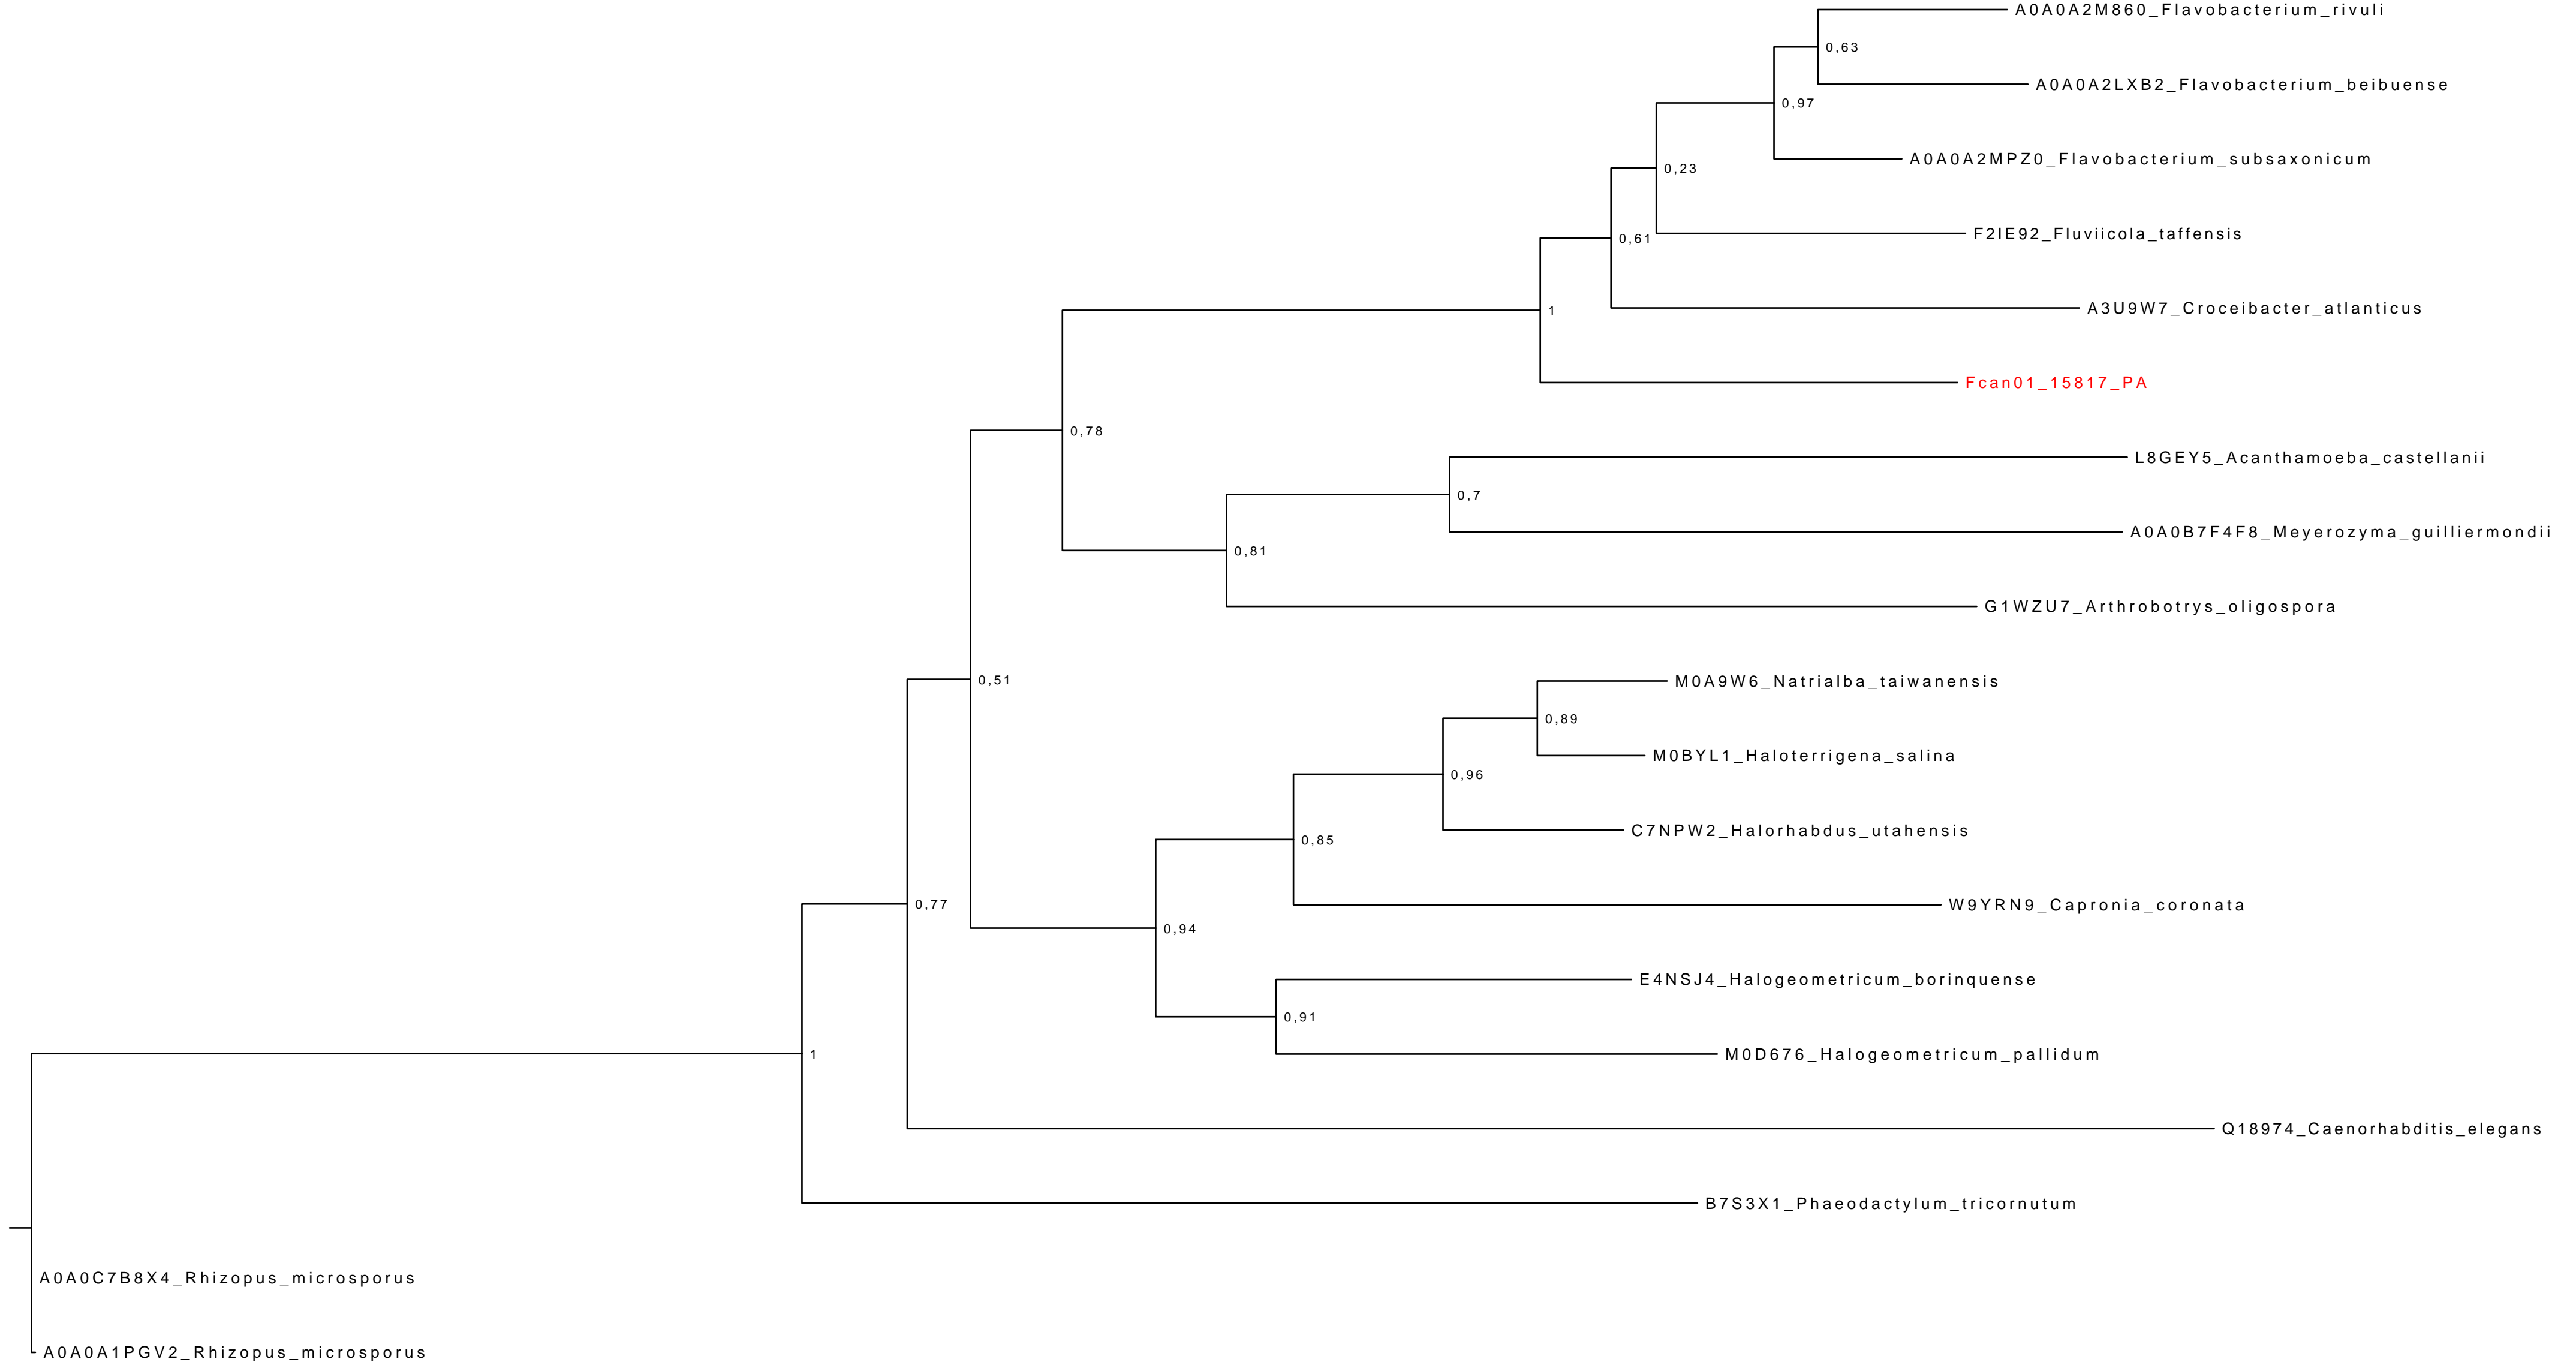 A0A0A2M860_Flavobacterium_rivuli
0,63
A0A0A2LXB2_Flavobacterium_beibuense
0,97
A0A0A2MPZ0_Flavobacterium_subsaxonicum
0,23
F2IE92_Fluviicola_taffensis
0,61
A3U9W7_Croceibacter_atlanticus
1
Fcan01_15817_PA
0,78
L8GEY5_Acanthamoeba_castellanii
0,7
A0A0B7F4F8_Meyerozyma_guilliermondii
0,81
G1WZU7_Arthrobotrys_oligospora
0,51
M0A9W6_Natrialba_taiwanensis
0,89
M0BYL1_Haloterrigena_salina
0,96
C7NPW2_Halorhabdus_utahensis
0,85
W9YRN9_Capronia_coronata
0,77
0,94
E4NSJ4_Halogeometricum_borinquense
0,91
M0D676_Halogeometricum_pallidum
1
Q18974_Caenorhabditis_elegans
B7S3X1_Phaeodactylum_tricornutum
A0A0C7B8X4_Rhizopus_microsporus
A0A0A1PGV2_Rhizopus_microsporus